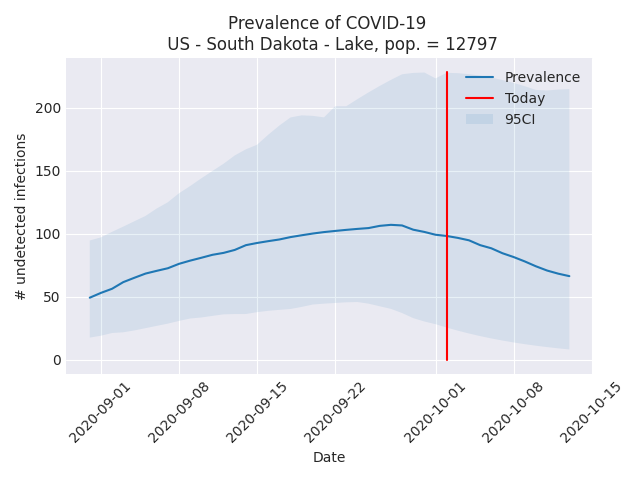 Prevalence of COVID-19
US - South Dakota - Lake, pop. = 12797
Prevalence
Today
95CI
# undetected infections
200
150
100
50
0
2020-09-01
2020-09-08
2020-09-15
2020-09-22
2020-10-01
2020-10-08
2020-10-15
Date